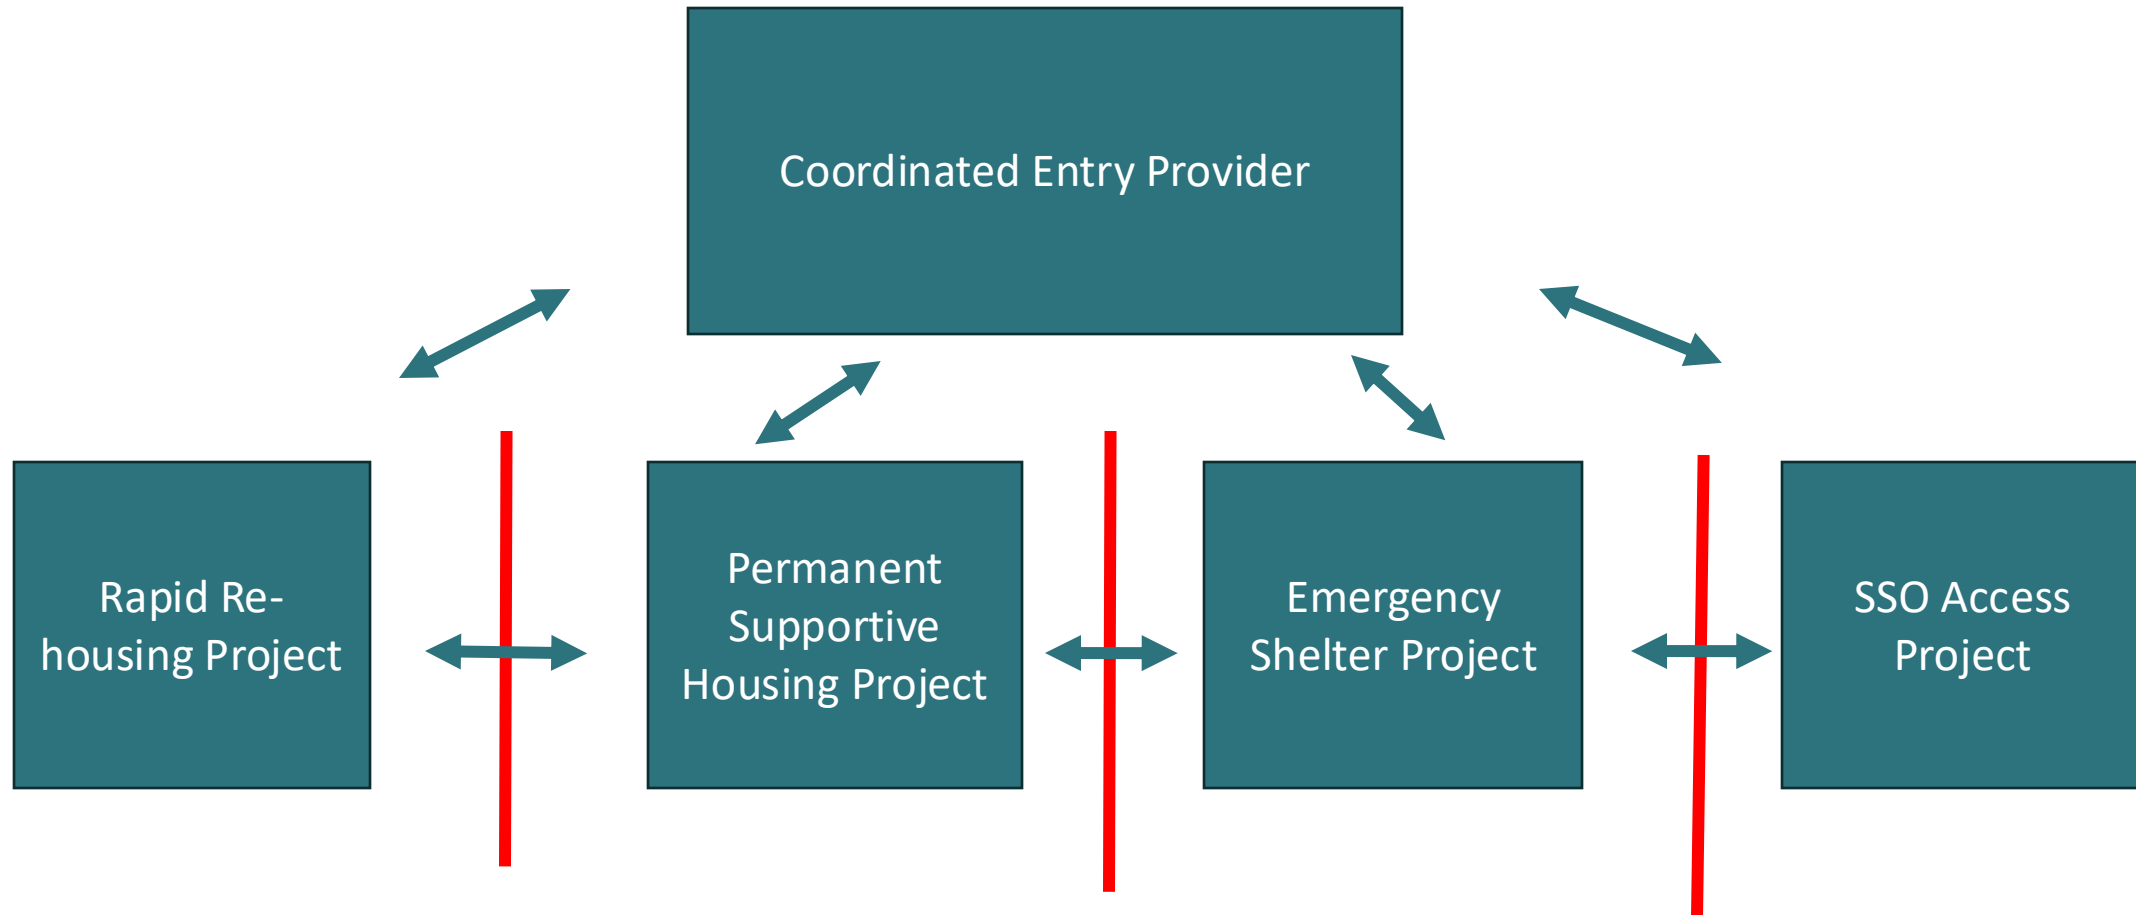 Coordinated Entry Provider
Rapid Re-
housing Project
Permanent
Supportive
Housing Project
Emergency
Shelter Project
SSO Access
Project